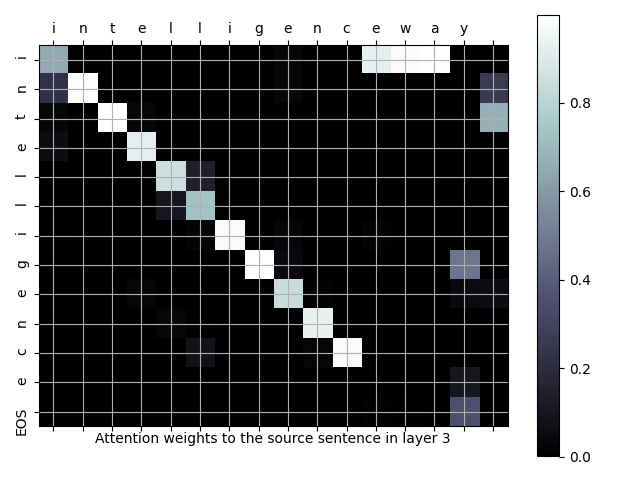 i n t e l l i g e n c e w a y
i
n
t
e
l
l
i
g
e
n
c
e
EOS
Attention weights to the source sentence in layer 3
0.8
0.6
0.4
0.2
0.0